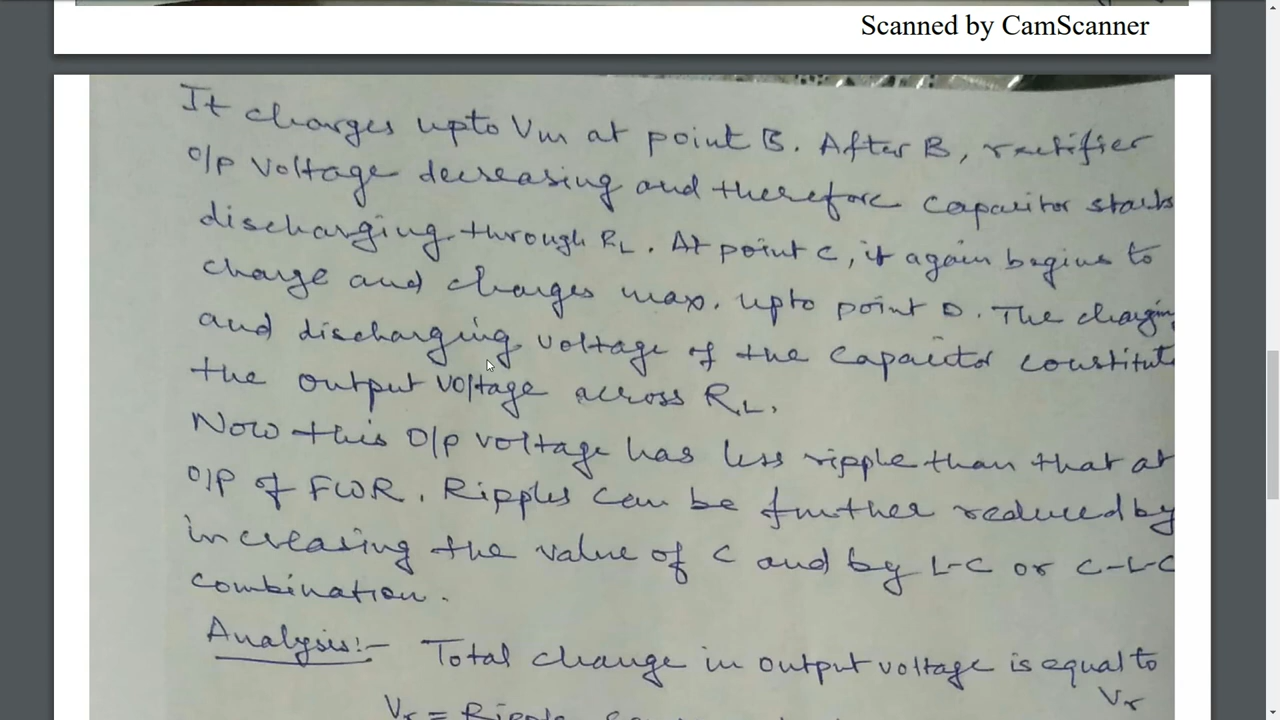 Scanned by CamScanner
It charges upto Vm at point B. After B, rectifier
O/P Voltage decreasing and therefore capacitor starts
discharging through RL. At point C, it again begins to
charge and charges max. upto point D. The charging
and discharging voltage of the capacitor constitut
the output voltage across RL.
Now this O/P voltage has less ripple than that at
O/P of FWR. Ripples can be further reduced by
increasing the value of C and by L-C or C-L-C
combination.
Analysis:- Total change in output voltage is equal to
Vr
Vr = Ripple